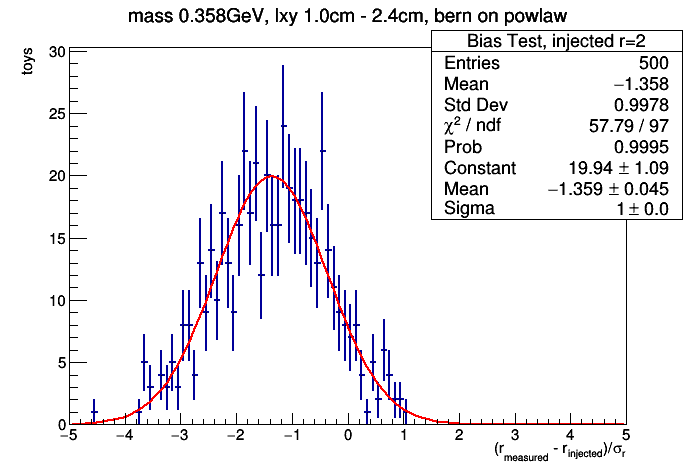 mass 0.358GeV, lxy 1.0cm - 2.4cm, bern on powlaw
Bias Test, injected r=2
Entries 500
Mean −1.358
Std Dev 0.9978
χ² / ndf 57.79 / 97
Prob 0.9995
Constant 19.94 ± 1.09
Mean −1.359 ± 0.045
Sigma 1 ± 0.0
toys
30
25
20
15
10
5
0
−5 −4 −3 −2 −1 0 1 2 3 4 5
(r_measured - r_injected)/σ_r